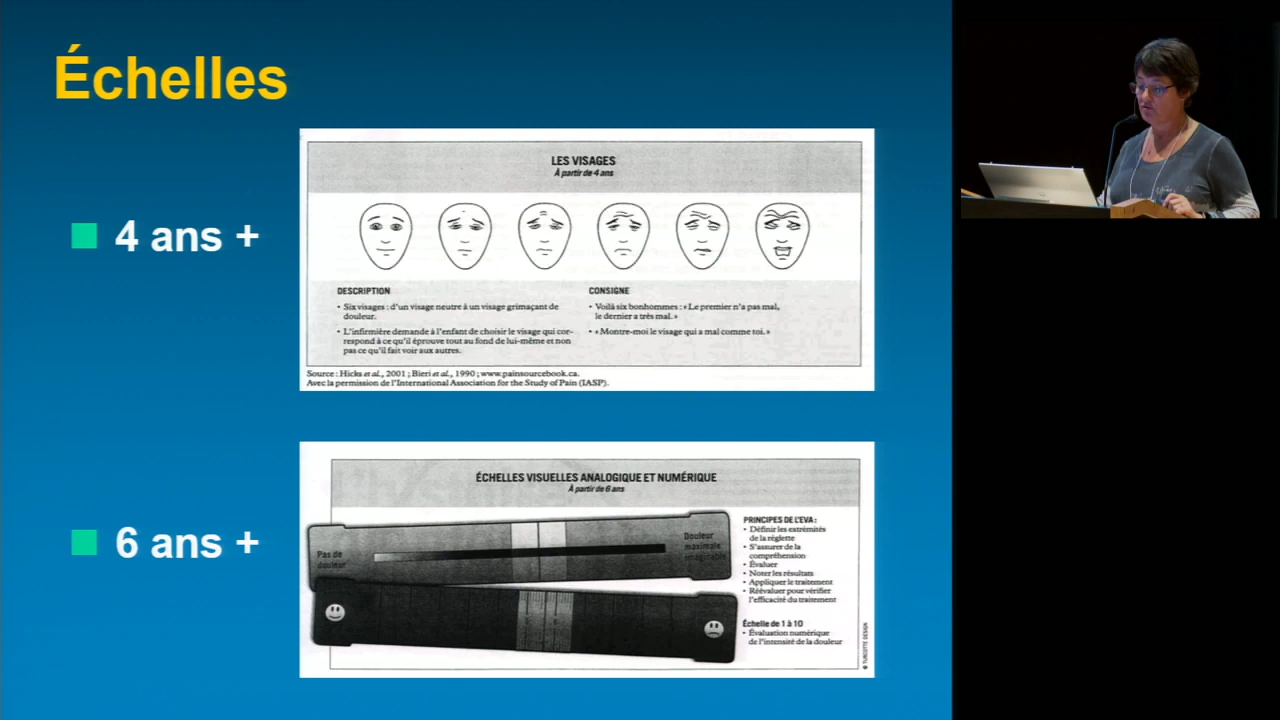 Échelles
4 ans +
LES VISAGES
À partir de 4 ans
DESCRIPTION
• Six visages : d'un visage neutre à un visage grimaçant de
douleur.
• L'infirmière demande à l'enfant de choisir le visage qui cor-
respond à ce qu'il éprouve tout au fond de lui-même et non
pas ce qu'il fait voir aux autres.
CONSIGNE
• Voilà six bonhommes : « Le premier n'a pas mal,
le dernier a très mal. »
• « Montre-moi le visage qui a mal comme toi. »
Source : Hicks et al., 2001 ; Bieri et al., 1990 ; www.painsourcebook.ca.
Avec la permission de l'International Association for the Study of Pain (IASP).
6 ans +
ÉCHELLES VISUELLES ANALOGIQUE ET NUMÉRIQUE
À partir de 6 ans
Pas de
douleur
Douleur
maximale
imaginable
PRINCIPES DE L'EVA :
• Définir les extrémités
de la réglette
• S'assurer de la
compréhension
• Évaluer
• Noter les résultats
• Appliquer le traitement
• Réévaluer pour vérifier
l'efficacité du traitement
Échelle de 1 à 10
• Évaluation numérique
de l'intensité de la douleur
© TURCOTTE DESIGN